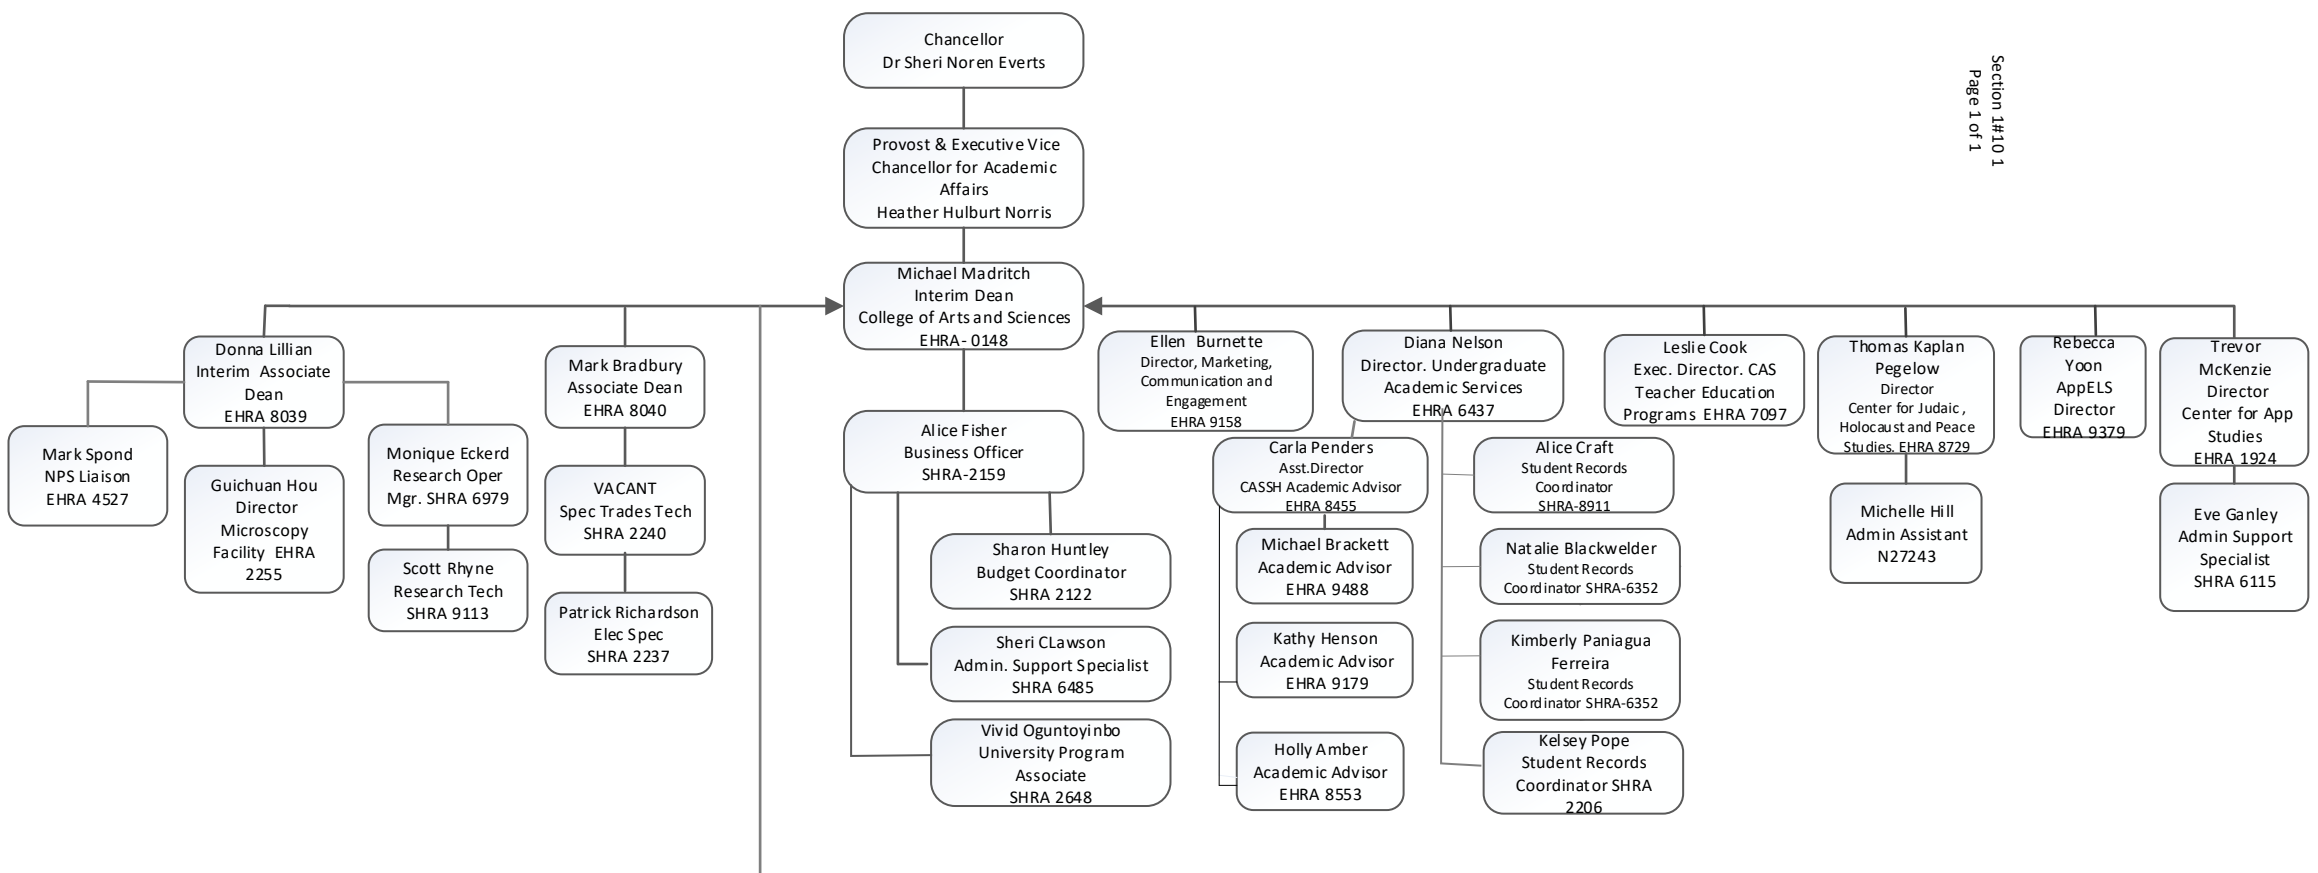 Chancellor
Dr Sheri Noren Everts
Section 1#10 1
Page 1 of 1
Provost & Executive Vice
Chancellor for Academic
Affairs
Heather Hulburt Norris
Michael Madritch
Interim Dean
College of Arts and Sciences
EHRA- 0148
Donna Lillian
Interim Associate
Dean
EHRA 8039
Mark Spond
NPS Liaison
EHRA 4527
Guichuan Hou
Director
Microscopy
Facility EHRA
2255
Monique Eckerd
Research Oper
Mgr. SHRA 6979
Scott Rhyne
Research Tech
SHRA 9113
Mark Bradbury
Associate Dean
EHRA 8040
VACANT
Spec Trades Tech
SHRA 2240
Patrick Richardson
Elec Spec
SHRA 2237
Alice Fisher
Business Officer
SHRA-2159
Sharon Huntley
Budget Coordinator
SHRA 2122
Sheri CLawson
Admin. Support Specialist
SHRA 6485
Vivid Oguntoyinbo
University Program
Associate
SHRA 2648
Ellen Burnette
Director, Marketing,
Communication and
Engagement
EHRA 9158
Diana Nelson
Director. Undergraduate
Academic Services
EHRA 6437
Carla Penders
Asst.Director
CASSH Academic Advisor
EHRA 8455
Michael Brackett
Academic Advisor
EHRA 9488
Kathy Henson
Academic Advisor
EHRA 9179
Holly Amber
Academic Advisor
EHRA 8553
Alice Craft
Student Records
Coordinator
SHRA-8911
Natalie Blackwelder
Student Records
Coordinator SHRA-6352
Kimberly Paniagua
Ferreira
Student Records
Coordinator SHRA-6352
Kelsey Pope
Student Records
Coordinator SHRA
2206
Leslie Cook
Exec. Director. CAS
Teacher Education
Programs EHRA 7097
Thomas Kaplan
Pegelow
Director
Center for Judaic,
Holocaust and Peace
Studies. EHRA 8729
Michelle Hill
Admin Assistant
N27243
Rebecca
Yoon
AppELS
Director
EHRA 9379
Trevor
McKenzie
Director
Center for App
Studies
EHRA 1924
Eve Ganley
Admin Support
Specialist
SHRA 6115